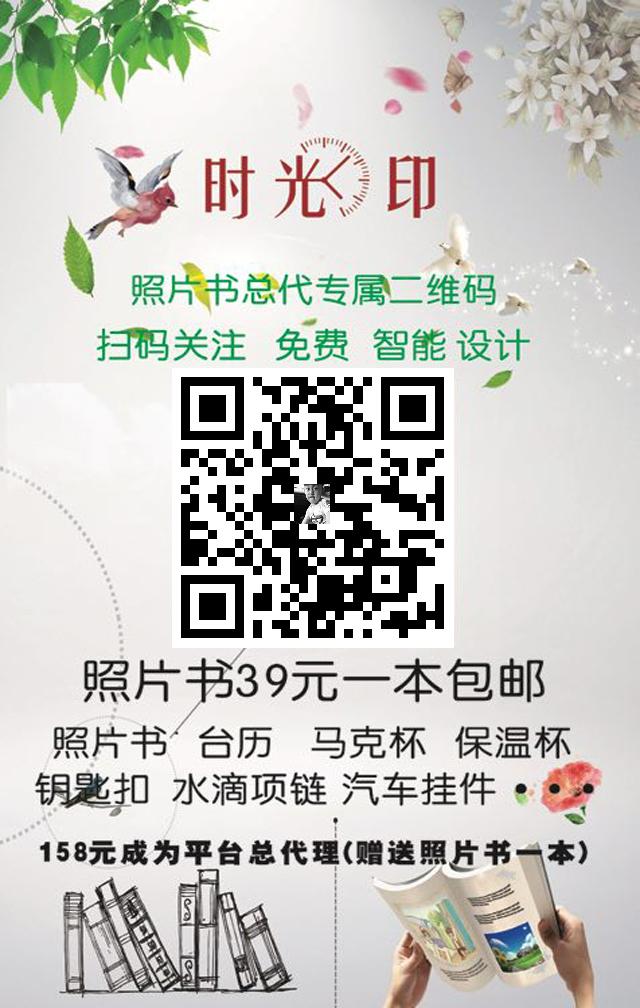 时光印
照片书总代专属二维码
扫码关注 免费 智能 设计
照片书39元一本包邮
照片书 台历 马克杯 保温杯
钥匙扣 水滴项链 汽车挂件
158元成为平台总代理(赠送照片书一本)